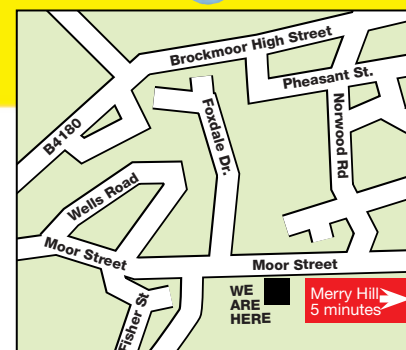 Brockmoor High Street
Pheasant St.
B4180
Foxdale Dr.
Norwood Rd
Wells Road
Moor Street
Moor Street
WE
ARE
HERE
Merry Hill
5 minutes
Fisher St